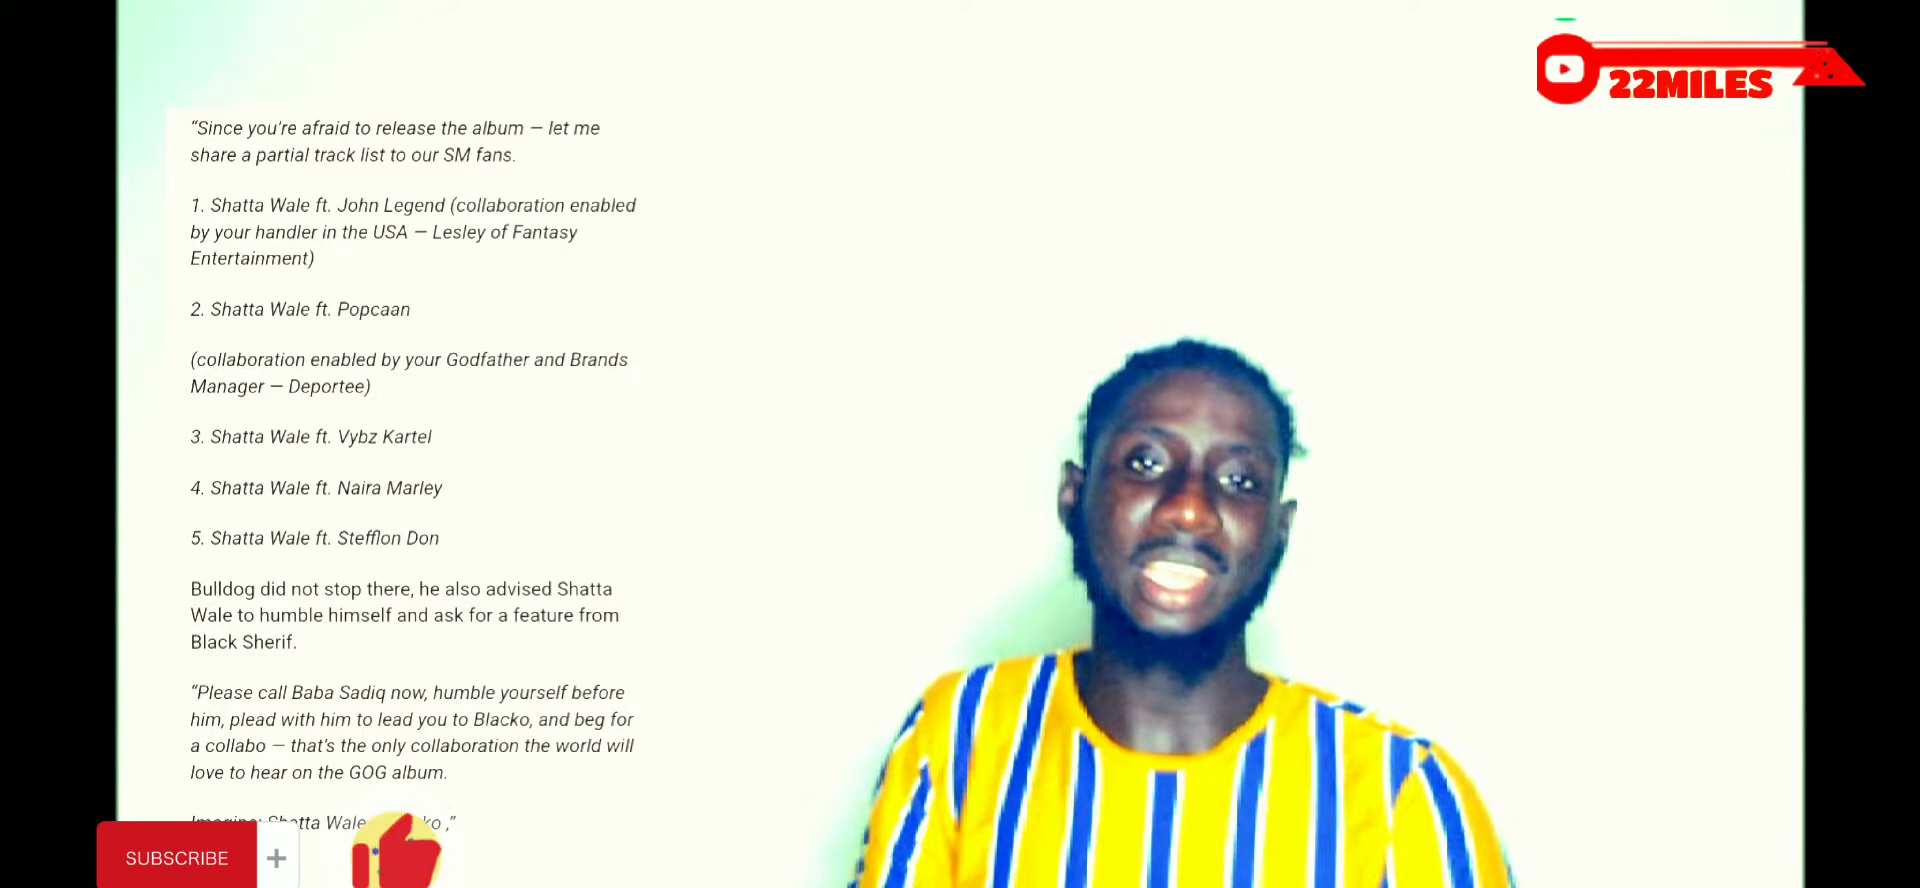 22MILES
“Since you're afraid to release the album — let me
share a partial track list to our SM fans.
1. Shatta Wale ft. John Legend (collaboration enabled
by your handler in the USA — Lesley of Fantasy
Entertainment)
2. Shatta Wale ft. Popcaan
(collaboration enabled by your Godfather and Brands
Manager — Deportee)
3. Shatta Wale ft. Vybz Kartel
4. Shatta Wale ft. Naira Marley
5. Shatta Wale ft. Stefflon Don
Bulldog did not stop there, he also advised Shatta
Wale to humble himself and ask for a feature from
Black Sherif.
“Please call Baba Sadiq now, humble yourself before
him, plead with him to lead you to Blacko, and beg for
a collabo — that's the only collaboration the world will
love to hear on the GOG album.
Shatta Wale
SUBSCRIBE